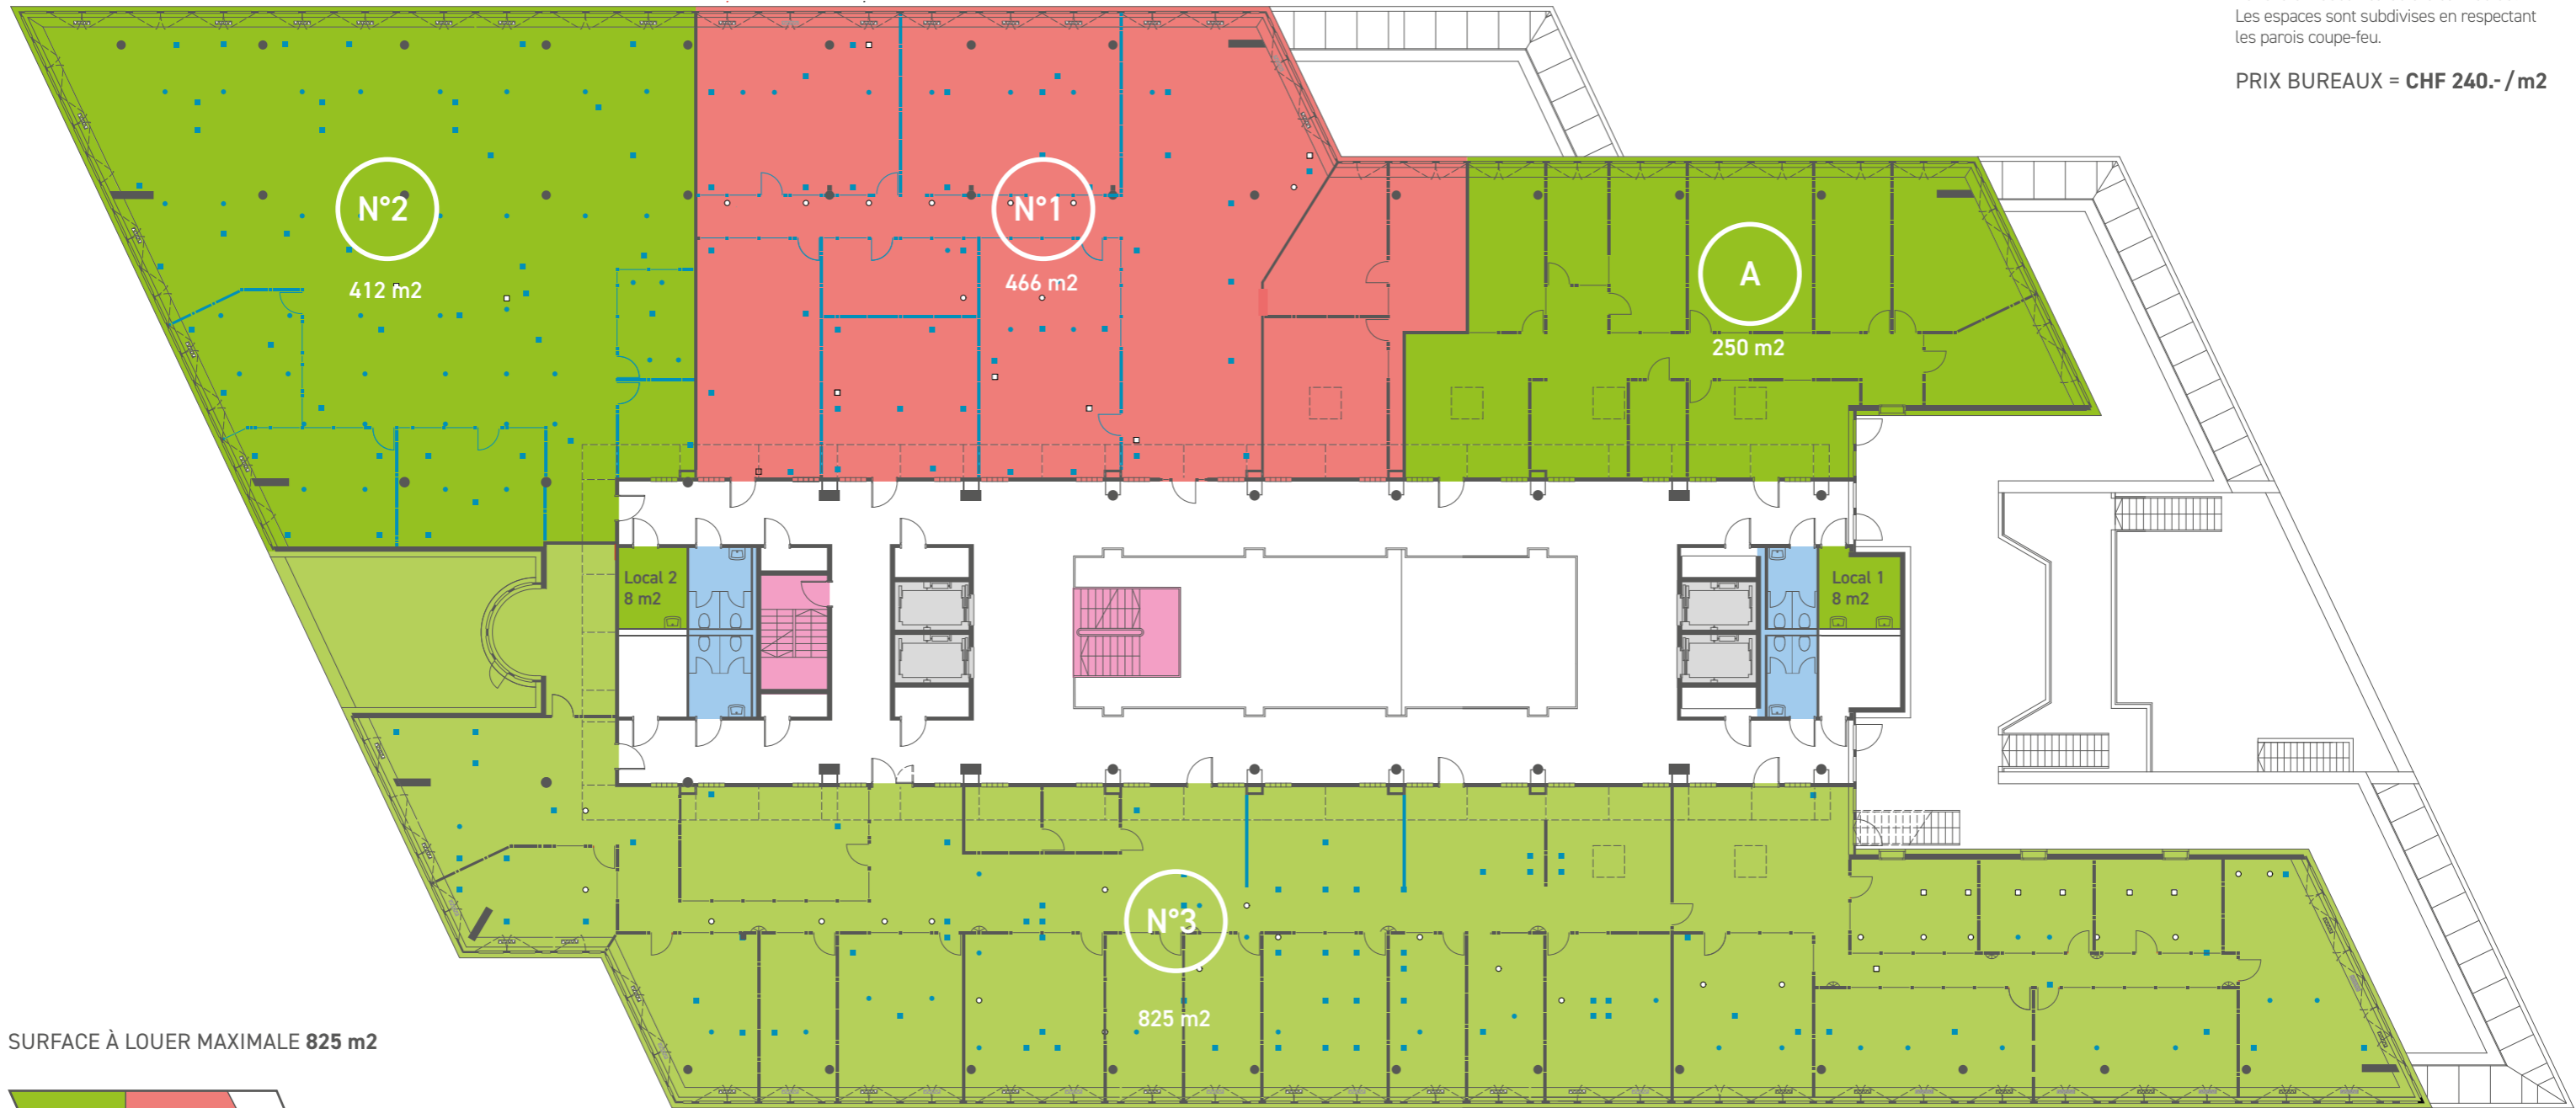 Les espaces sont subdivises en respectant
les parois coupe-feu.
PRIX BUREAUX = CHF 240.- / m2
N°2
412 m2
N°1
466 m2
A
250 m2
Local 2
8 m2
Local 1
8 m2
N°3
825 m2
SURFACE À LOUER MAXIMALE 825 m2